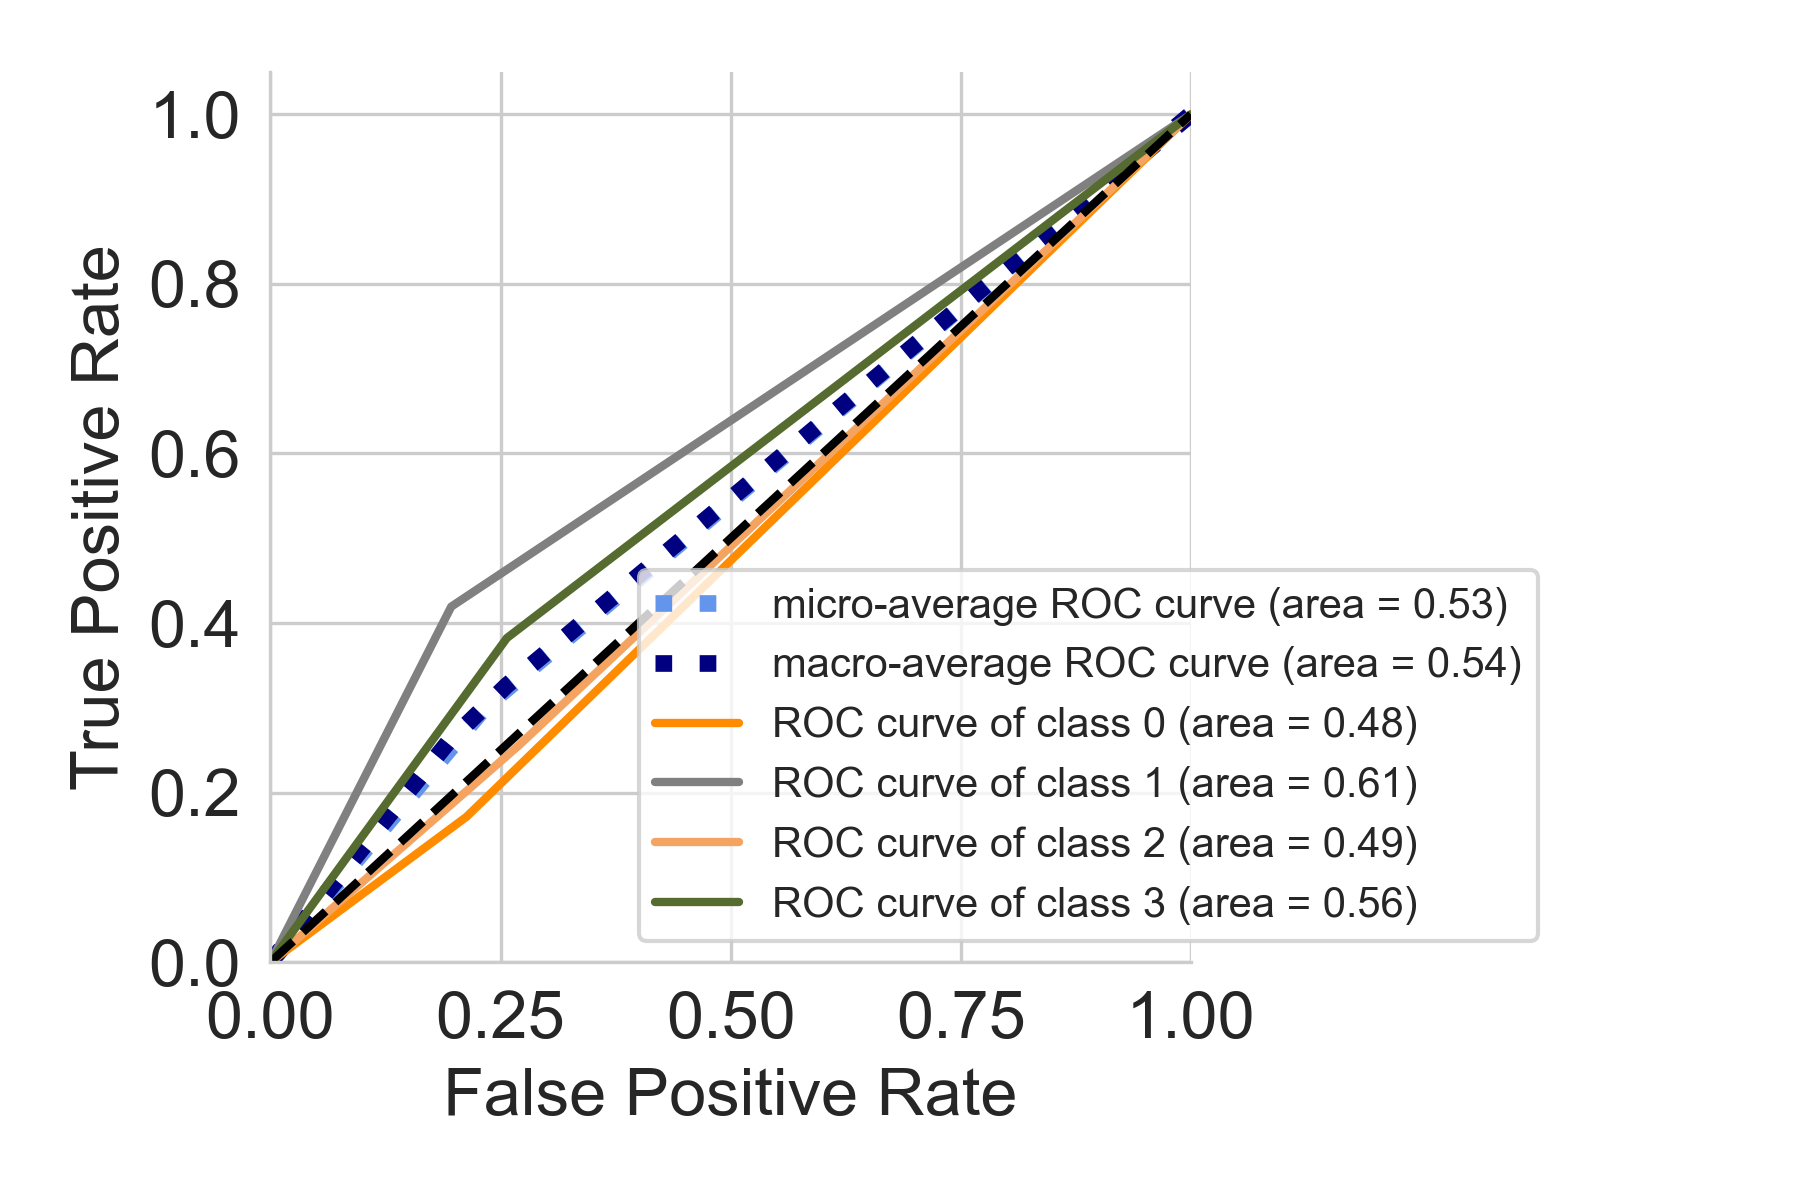 True Positive Rate
1.0
0.8
0.6
0.4
0.2
0.0
micro-average ROC curve (area = 0.53)
macro-average ROC curve (area = 0.54)
ROC curve of class 0 (area = 0.48)
ROC curve of class 1 (area = 0.61)
ROC curve of class 2 (area = 0.49)
ROC curve of class 3 (area = 0.56)
0.00 0.25 0.50 0.75 1.00
False Positive Rate